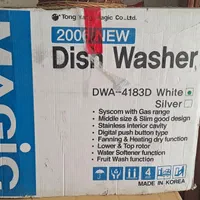 Tong Yang Magic Co.,Ltd.
2000 NEW
Dish Washer
DWA-4183D White
Silver
• Syscom with Gas range
• Middle size & Slim good design
• Stainless interior cavity
• Digital push button type
• Fanning & Heating dry function
• Lower & Top rotor
• Water Softener function
• Fruit Wash function
MAGIC
4
MADE IN KOREA